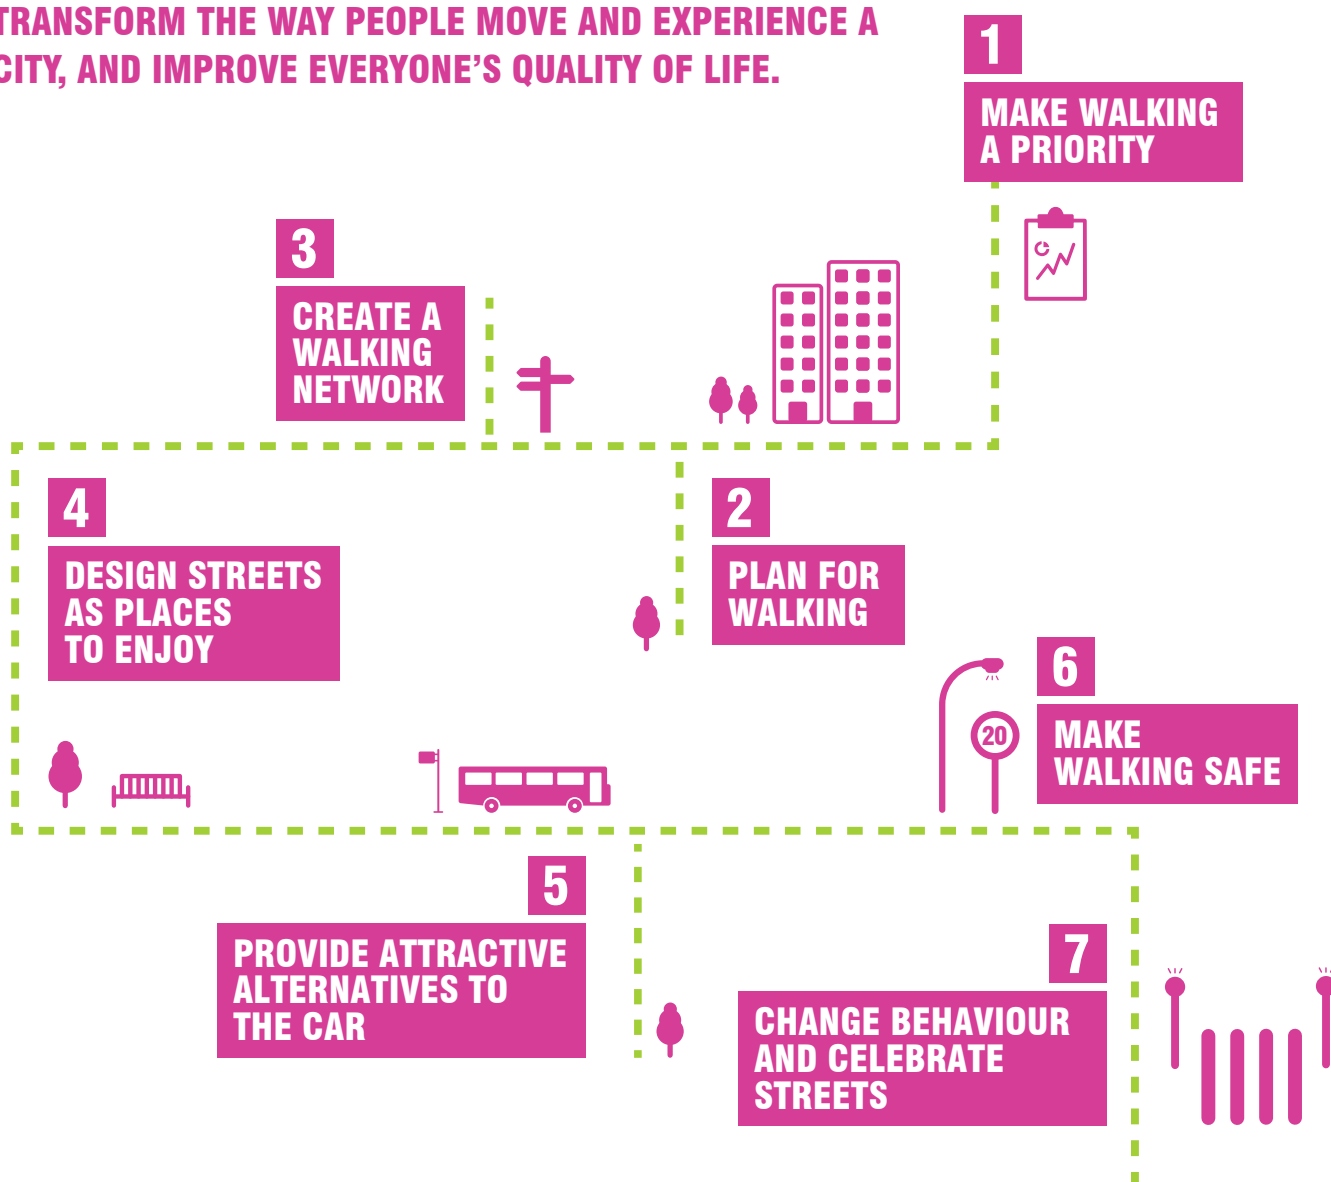 TRANSFORM THE WAY PEOPLE MOVE AND EXPERIENCE A
CITY, AND IMPROVE EVERYONE’S QUALITY OF LIFE.
1
MAKE WALKING
A PRIORITY
2
PLAN FOR
WALKING
3
CREATE A
WALKING
NETWORK
4
DESIGN STREETS
AS PLACES
TO ENJOY
5
PROVIDE ATTRACTIVE
ALTERNATIVES TO
THE CAR
6
MAKE
WALKING SAFE
20
7
CHANGE BEHAVIOUR
AND CELEBRATE
STREETS